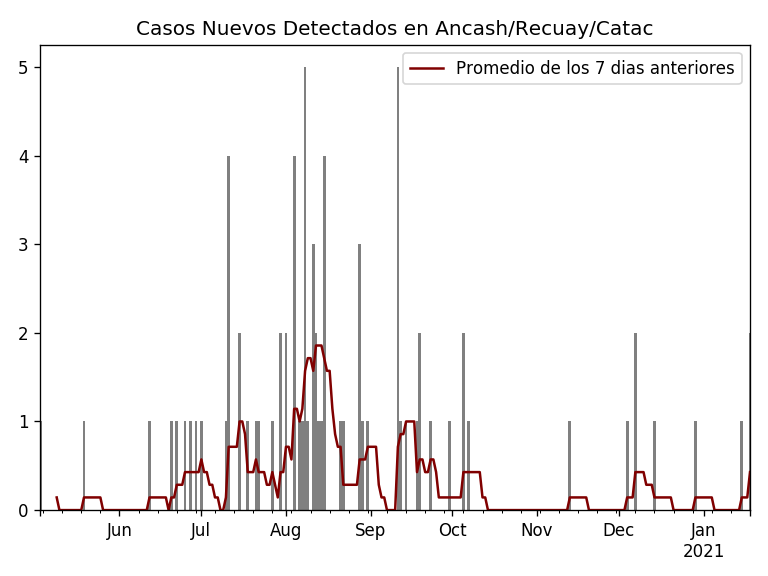 Casos Nuevos Detectados en Ancash/Recuay/Catac
Promedio de los 7 dias anteriores
5
4
3
2
1
0
Jun Jul Aug Sep Oct Nov Dec Jan
2021